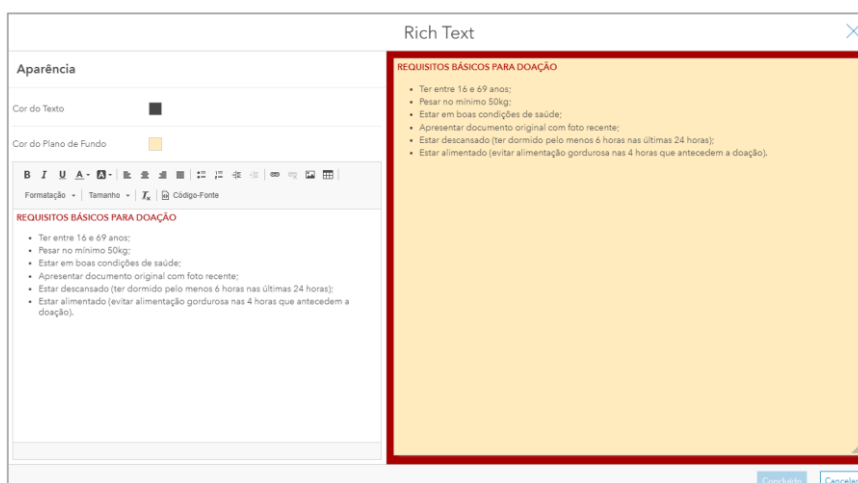 Rich Text
Aparência
Cor do Texto
Cor do Plano de Fundo
B I U A A
Formatação Tamanho Tx Código-Fonte
REQUISITOS BÁSICOS PARA DOAÇÃO
Ter entre 16 e 69 anos;
Pesar no mínimo 50kg;
Estar em boas condições de saúde;
Apresentar documento original com foto recente;
Estar descansado (ter dormido pelo menos 6 horas nas últimas 24 horas);
Estar alimentado (evitar alimentação gordurosa nas 4 horas que antecedem a
doação).
REQUISITOS BÁSICOS PARA DOAÇÃO
Ter entre 16 e 69 anos;
Pesar no mínimo 50kg;
Estar em boas condições de saúde;
Apresentar documento original com foto recente;
Estar descansado (ter dormido pelo menos 6 horas nas últimas 24 horas);
Estar alimentado (evitar alimentação gordurosa nas 4 horas que antecedem a doação).
Concluído Cancelar